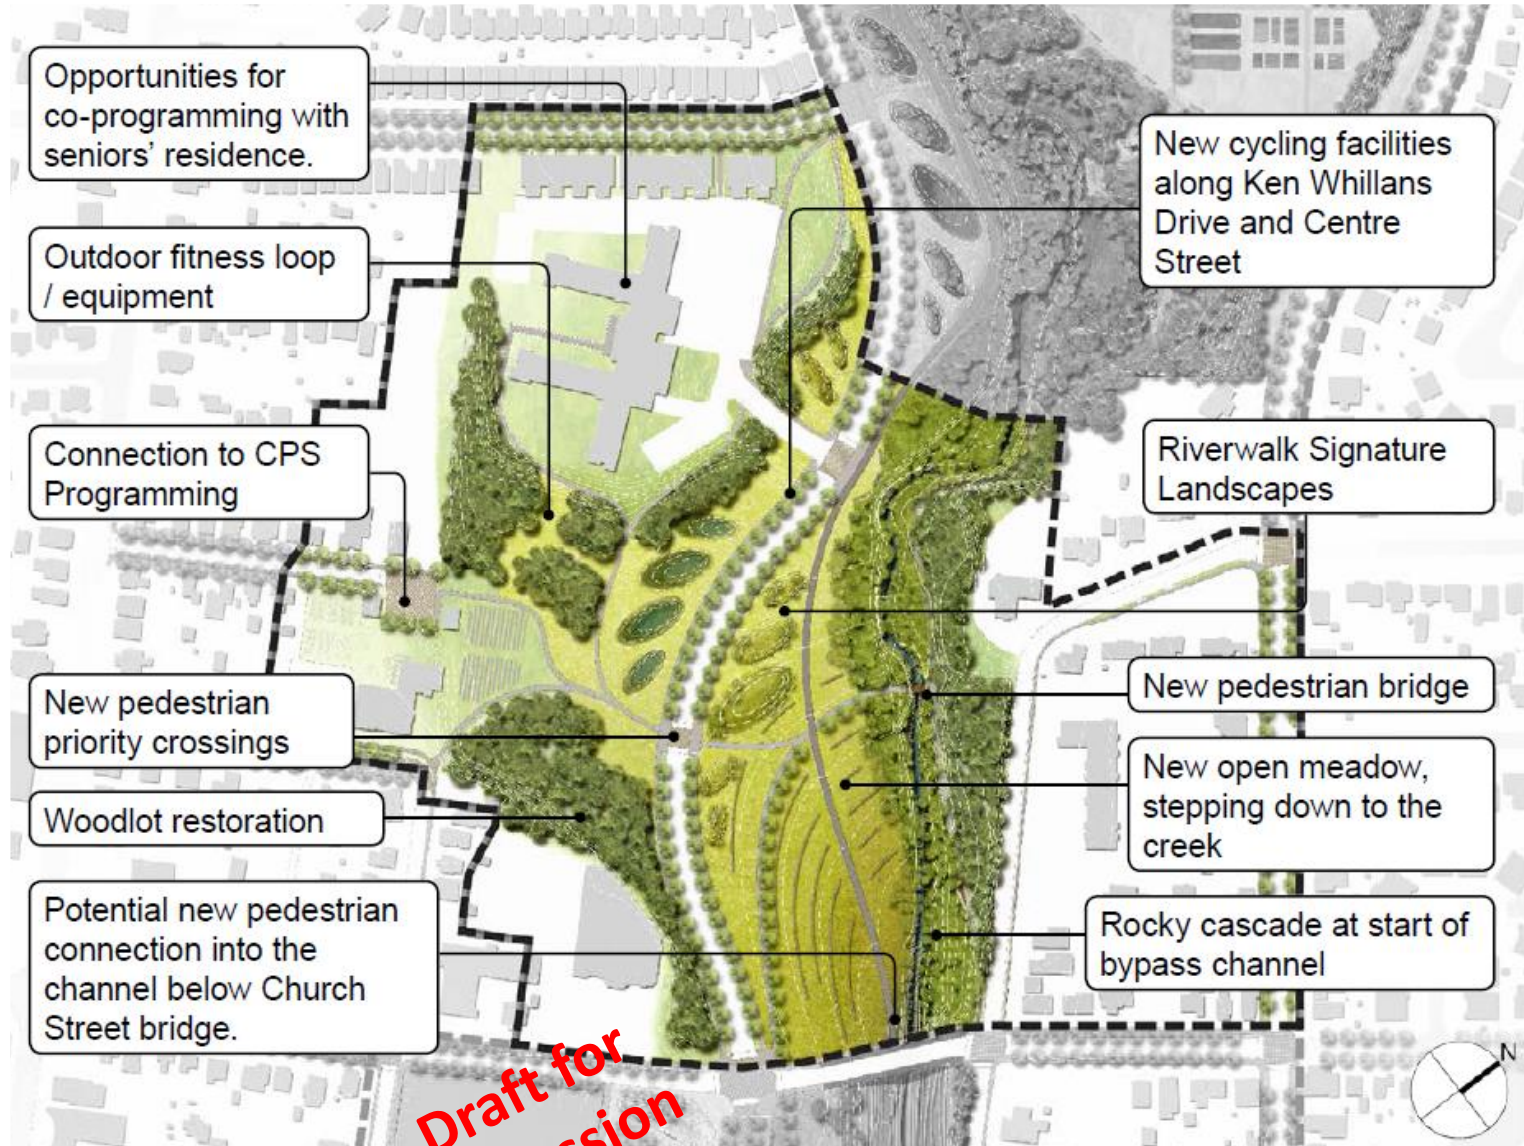 Opportunities for
co-programming with
seniors' residence.
Outdoor fitness loop
/ equipment
Connection to CPS
Programming
New pedestrian
priority crossings
Woodlot restoration
Potential new pedestrian
connection into the
channel below Church
Street bridge.
New cycling facilities
along Ken Whillans
Drive and Centre
Street
Riverwalk Signature
Landscapes
New pedestrian bridge
New open meadow,
stepping down to the
creek
Rocky cascade at start of
bypass channel
N
Draft for